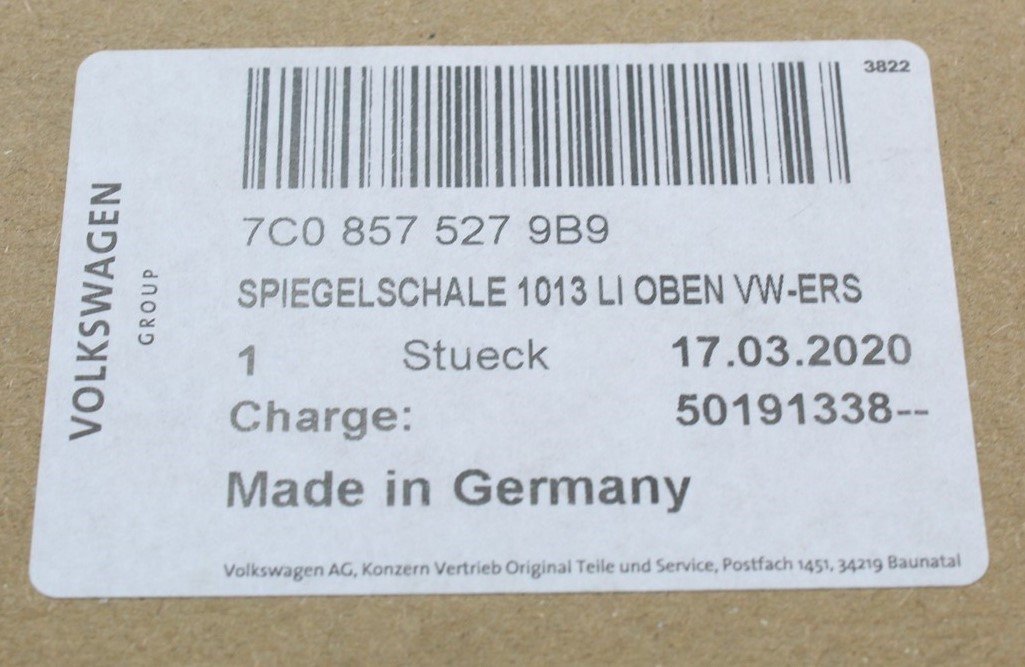 3822
VOLKSWAGEN
GROUP
7C0 857 527 9B9
SPIEGELSCHALE 1013 LI OBEN VW-ERS
1 Stueck 17.03.2020
Charge: 50191338--
Made in Germany
Volkswagen AG, Konzern Vertrieb Original Teile und Service, Postfach 1451, 34219 Baunatal